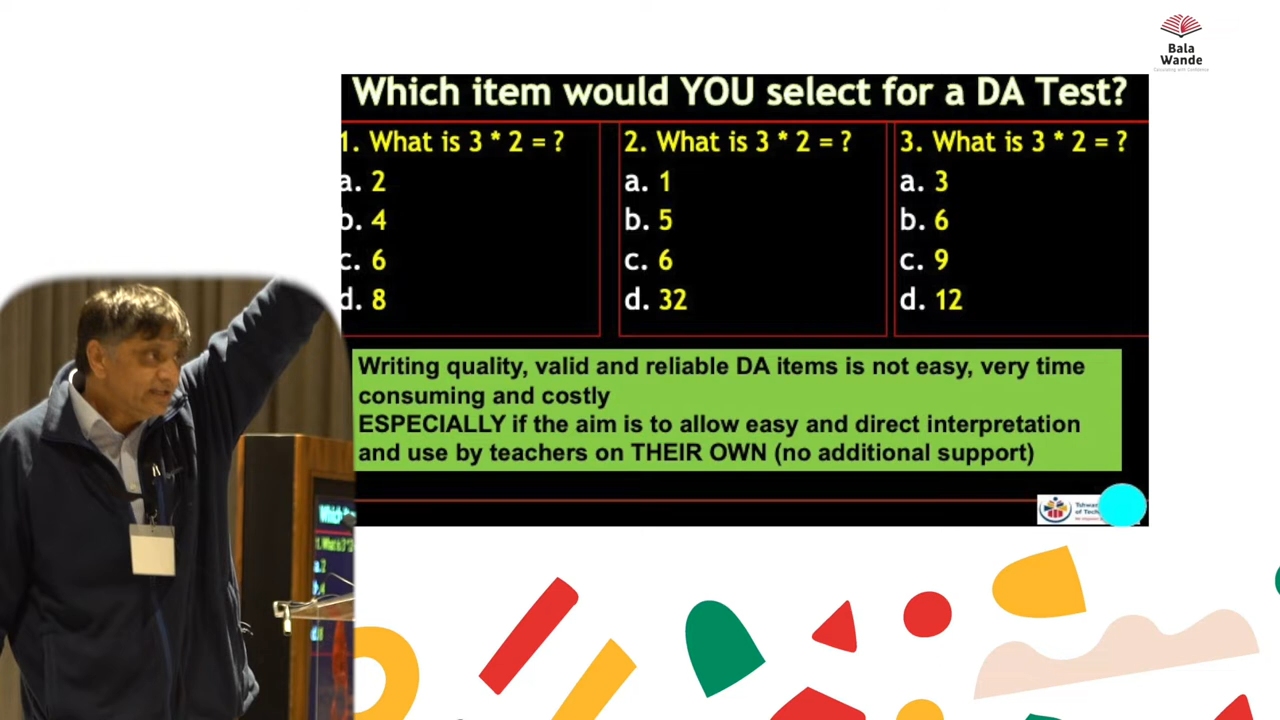 Bala
Wande
Which item would YOU select for a DA Test?
1. What is 3 * 2 = ?
a. 2
b. 4
c. 6
d. 8
2. What is 3 * 2 = ?
a. 1
b. 5
c. 6
d. 32
3. What is 3 * 2 = ?
a. 3
b. 6
c. 9
d. 12
Writing quality, valid and reliable DA items is not easy, very time
consuming and costly
ESPECIALLY if the aim is to allow easy and direct interpretation
and use by teachers on THEIR OWN (no additional support)